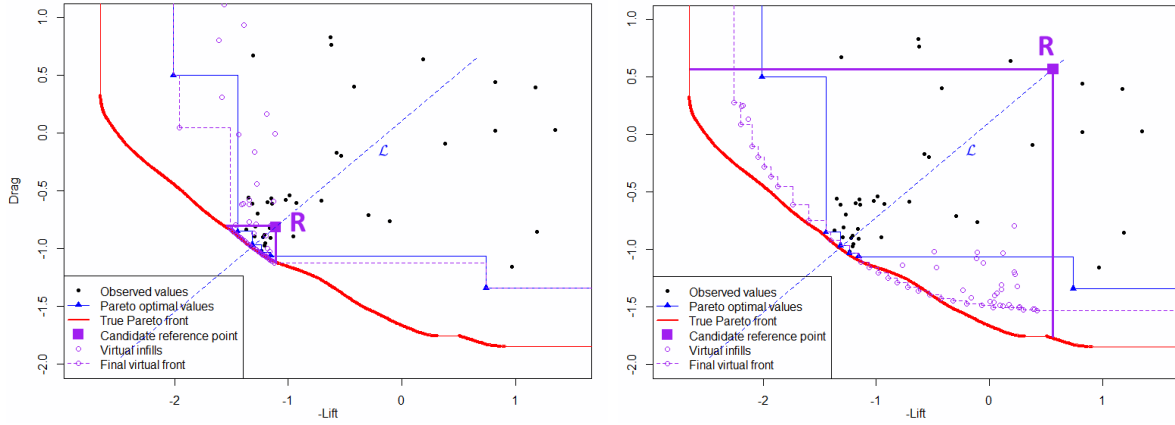 1.0
0.5
0.0
-0.5
-1.0
-1.5
-2.0
Drag
ℒ
R
Observed values
Pareto optimal values
True Pareto front
Candidate reference point
Virtual infills
Final virtual front
-2 -1 0 1
-Lift
1.0
0.5
0.0
-0.5
-1.0
-1.5
-2.0
R
ℒ
Observed values
Pareto optimal values
True Pareto front
Candidate reference point
Virtual infills
Final virtual front
-2 -1 0 1
-Lift